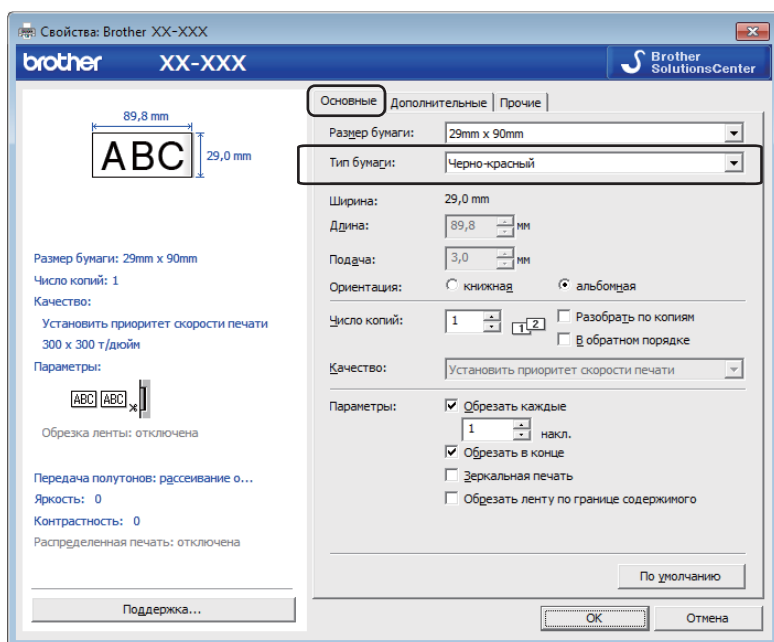 Свойства: Brother XX-XXX
brother XX-XXX
Brother
SolutionsCenter
89,8 mm
ABC
29,0 mm
Размер бумаги: 29mm x 90mm
Число копий: 1
Качество:
Установить приоритет скорости печати
300 x 300 т/дюйм
Параметры:
ABC ABC
Обрезка ленты: отключена
Передача полутонов: рассеивание о...
Яркость: 0
Контрастность: 0
Распределенная печать: отключена
Поддержка...
Основные Дополнительные Прочие
Размер бумаги: 29mm x 90mm
Тип бумаги: Черно-красный
Ширина: 29,0 mm
Длина: 89,8 мм
Подача: 3,0 мм
Ориентация: книжная альбомная
Число копий: 1 1 2 Разобрать по копиям
В обратном порядке
Качество: Установить приоритет скорости печати
Параметры: Обрезать каждые
1 накл.
Обрезать в конце
Зеркальная печать
Обрезать ленту по границе содержимого
По умолчанию
OK Отмена